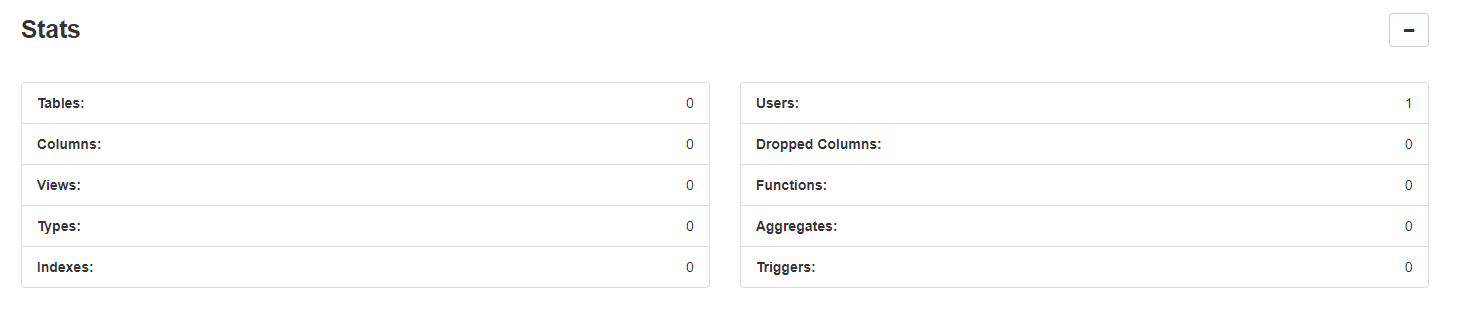 Stats
Tables: 0
Columns: 0
Views: 0
Types: 0
Indexes: 0
Users: 1
Dropped Columns: 0
Functions: 0
Aggregates: 0
Triggers: 0